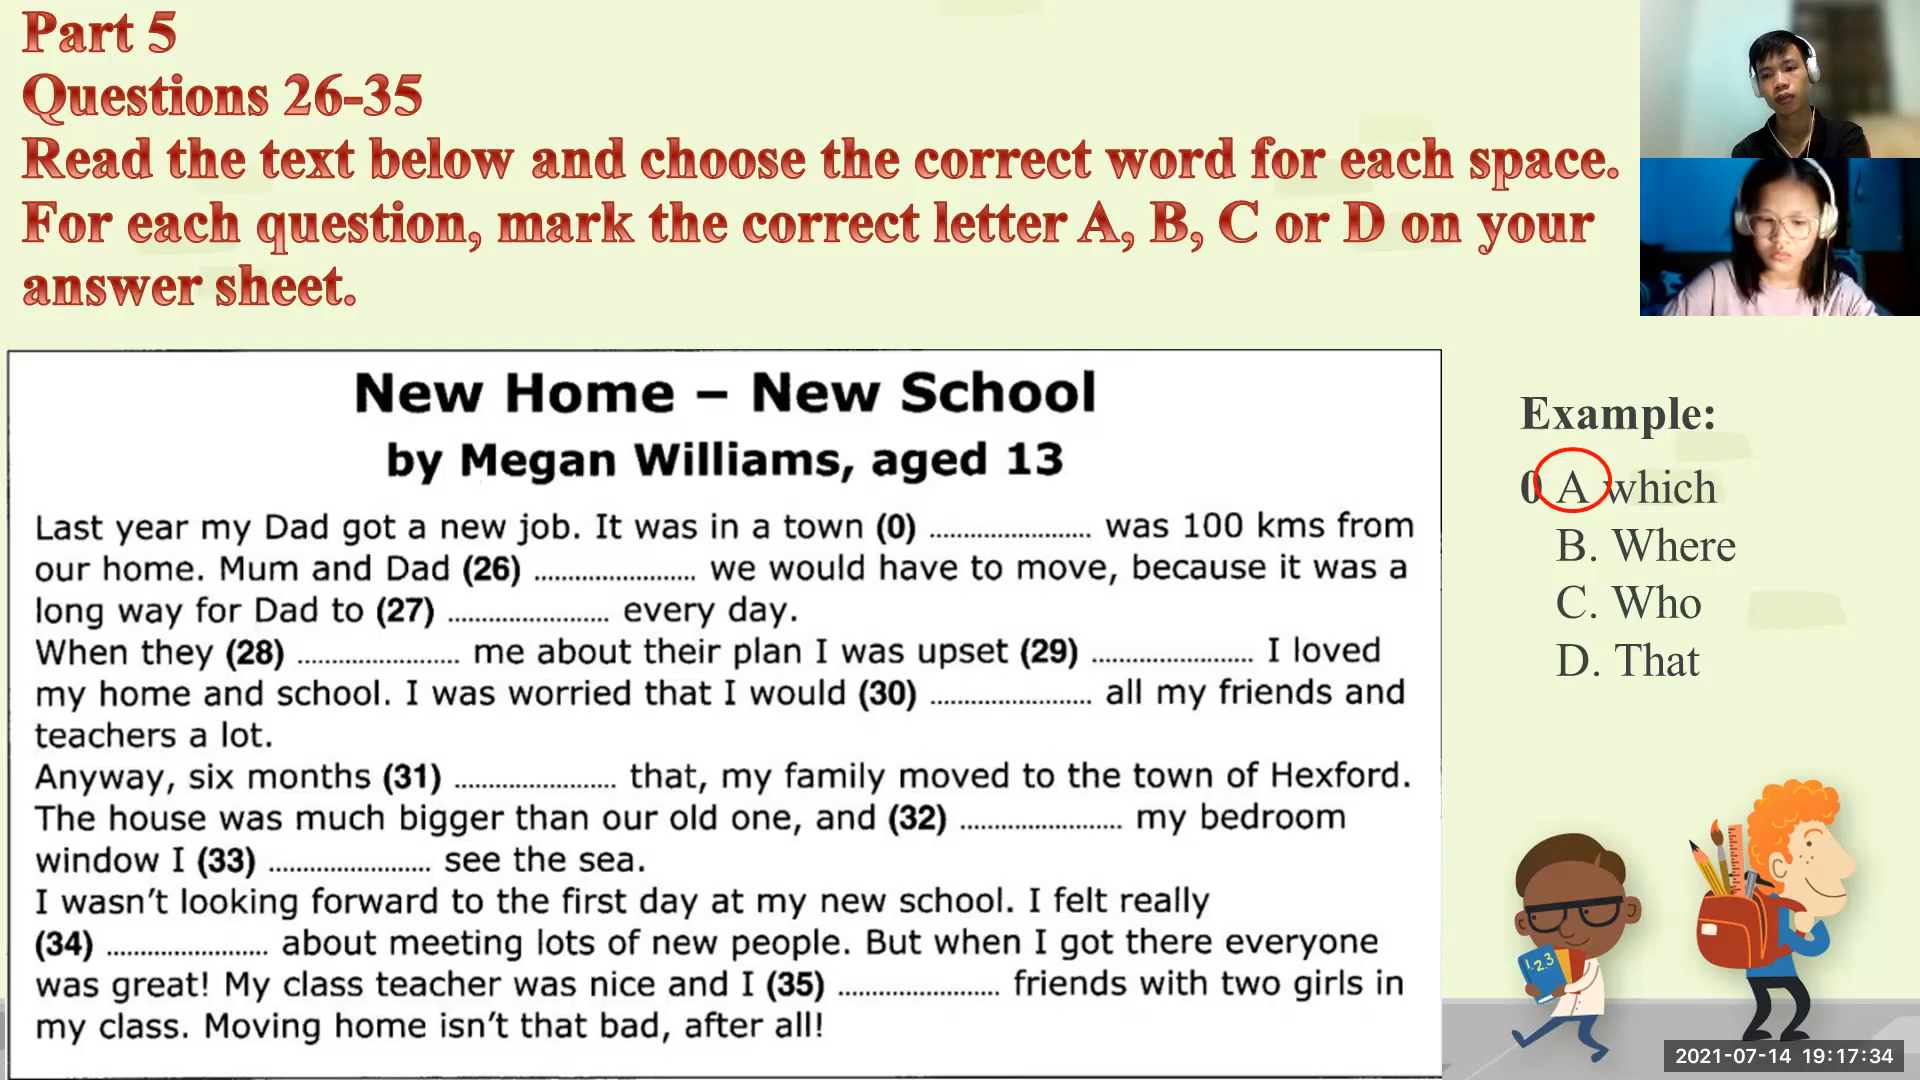 Part 5
Questions 26-35
Read the text below and choose the correct word for each space.
For each question, mark the correct letter A, B, C or D on your
answer sheet.
New Home – New School
by Megan Williams, aged 13
Last year my Dad got a new job. It was in a town (0) ........................ was 100 kms from
our home. Mum and Dad (26) ........................ we would have to move, because it was a
long way for Dad to (27) ........................ every day.
When they (28) ........................ me about their plan I was upset (29) ........................ I loved
my home and school. I was worried that I would (30) ........................ all my friends and
teachers a lot.
Anyway, six months (31) ........................ that, my family moved to the town of Hexford.
The house was much bigger than our old one, and (32) ........................ my bedroom
window I (33) ........................ see the sea.
I wasn't looking forward to the first day at my new school. I felt really
(34) ........................ about meeting lots of new people. But when I got there everyone
was great! My class teacher was nice and I (35) ........................ friends with two girls in
my class. Moving home isn't that bad, after all!
Example:
0 A which
B. Where
C. Who
D. That
1 2 3
2021-07-14 19:17:34